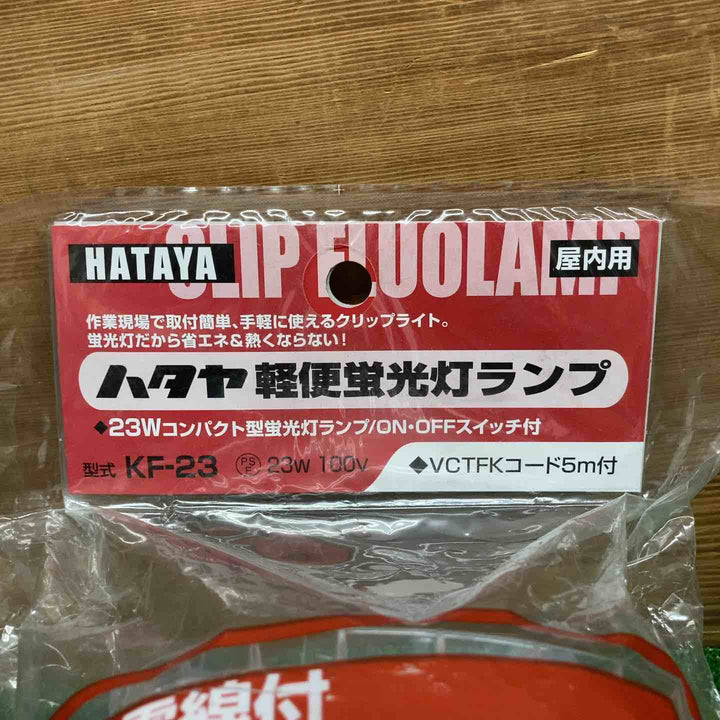 CLIP FLUOLAMP
HATAYA
屋内用
作業現場で取付簡単、手軽に使えるクリップライト。
蛍光灯だから省エネ&熱くならない!
ハタヤ 軽便蛍光灯ランプ
◆23Wコンパクト型蛍光灯ランプ/ON・OFFスイッチ付
型式 KF-23 PSE 23W 100V ◆VCTFKコード5m付
電線付